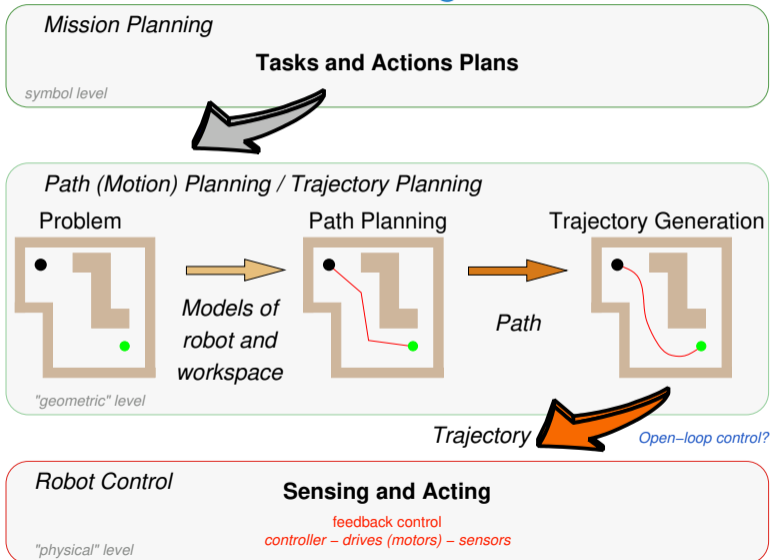 Mission Planning
Tasks and Actions Plans
symbol level
Path (Motion) Planning / Trajectory Planning
Problem
Path Planning
Trajectory Generation
Models of
robot and
workspace
Path
"geometric" level
Trajectory
Open−loop control?
Robot Control
Sensing and Acting
feedback control
controller − drives (motors) − sensors
"physical" level